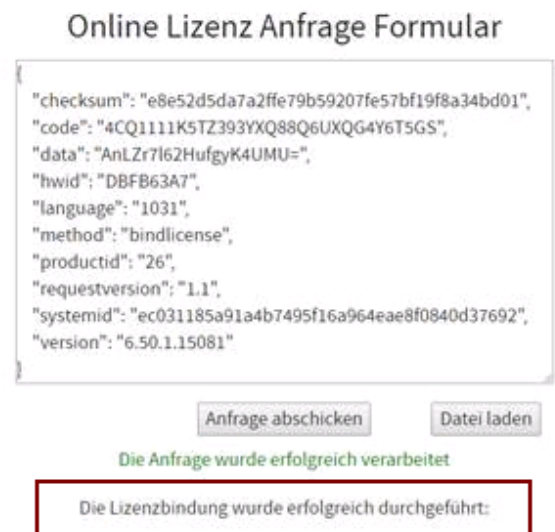 Online Lizenz Anfrage Formular
{
"checksum": "e8e52d5da7a2ffe79b59207fe57bf19f8a34bd01",
"code": "4CQ1111K5TZ393YXQ88Q6UXQG4Y6T5GS",
"data": "AnLZr7l62HufgyK4UMU=",
"hwid": "DBFB63A7",
"language": "1031",
"method": "bindlicense",
"productid": "26",
"requestversion": "1.1",
"systemid": "ec031185a91a4b7495f16a964eae8f0840d37692",
"version": "6.50.1.15081"
}
Anfrage abschicken Datei laden
Die Anfrage wurde erfolgreich verarbeitet
Die Lizenzbindung wurde erfolgreich durchgeführt: